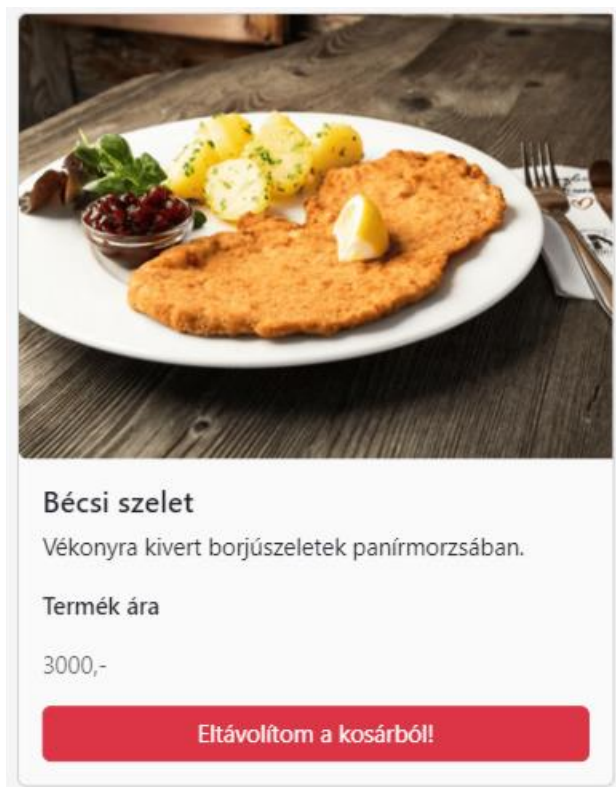 Bécsi szelet
Vékonyra kivert borjúszeletek panírmorzsában.
Termék ára
3000,-
Eltávolítom a kosárból!